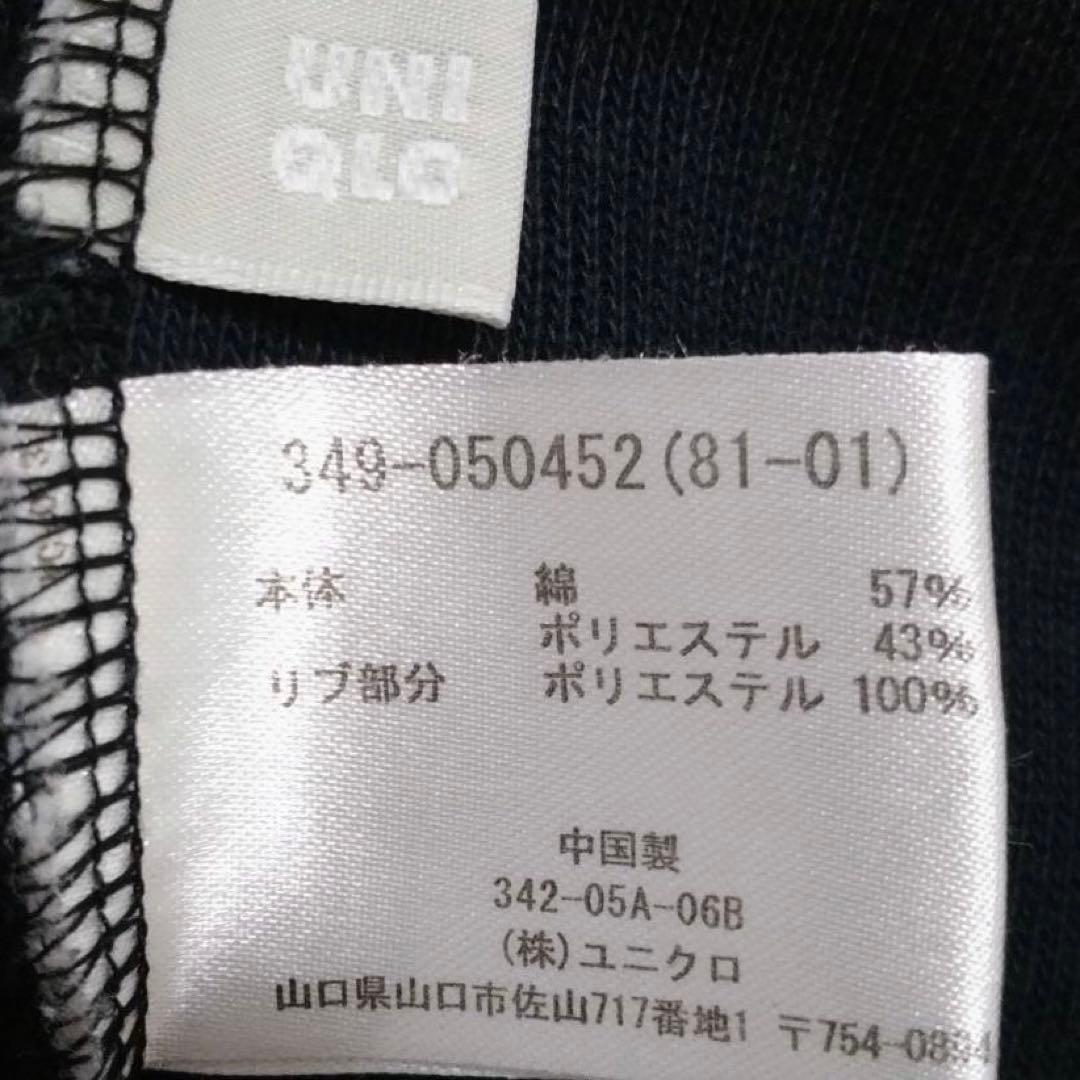 UNI
QLO
349-050452(81-01)
本体 綿 57%
ポリエステル 43%
リブ部分 ポリエステル 100%
中国製
342-05A-06B
(株)ユニクロ
山口県山口市佐山717番地1 〒754-0894